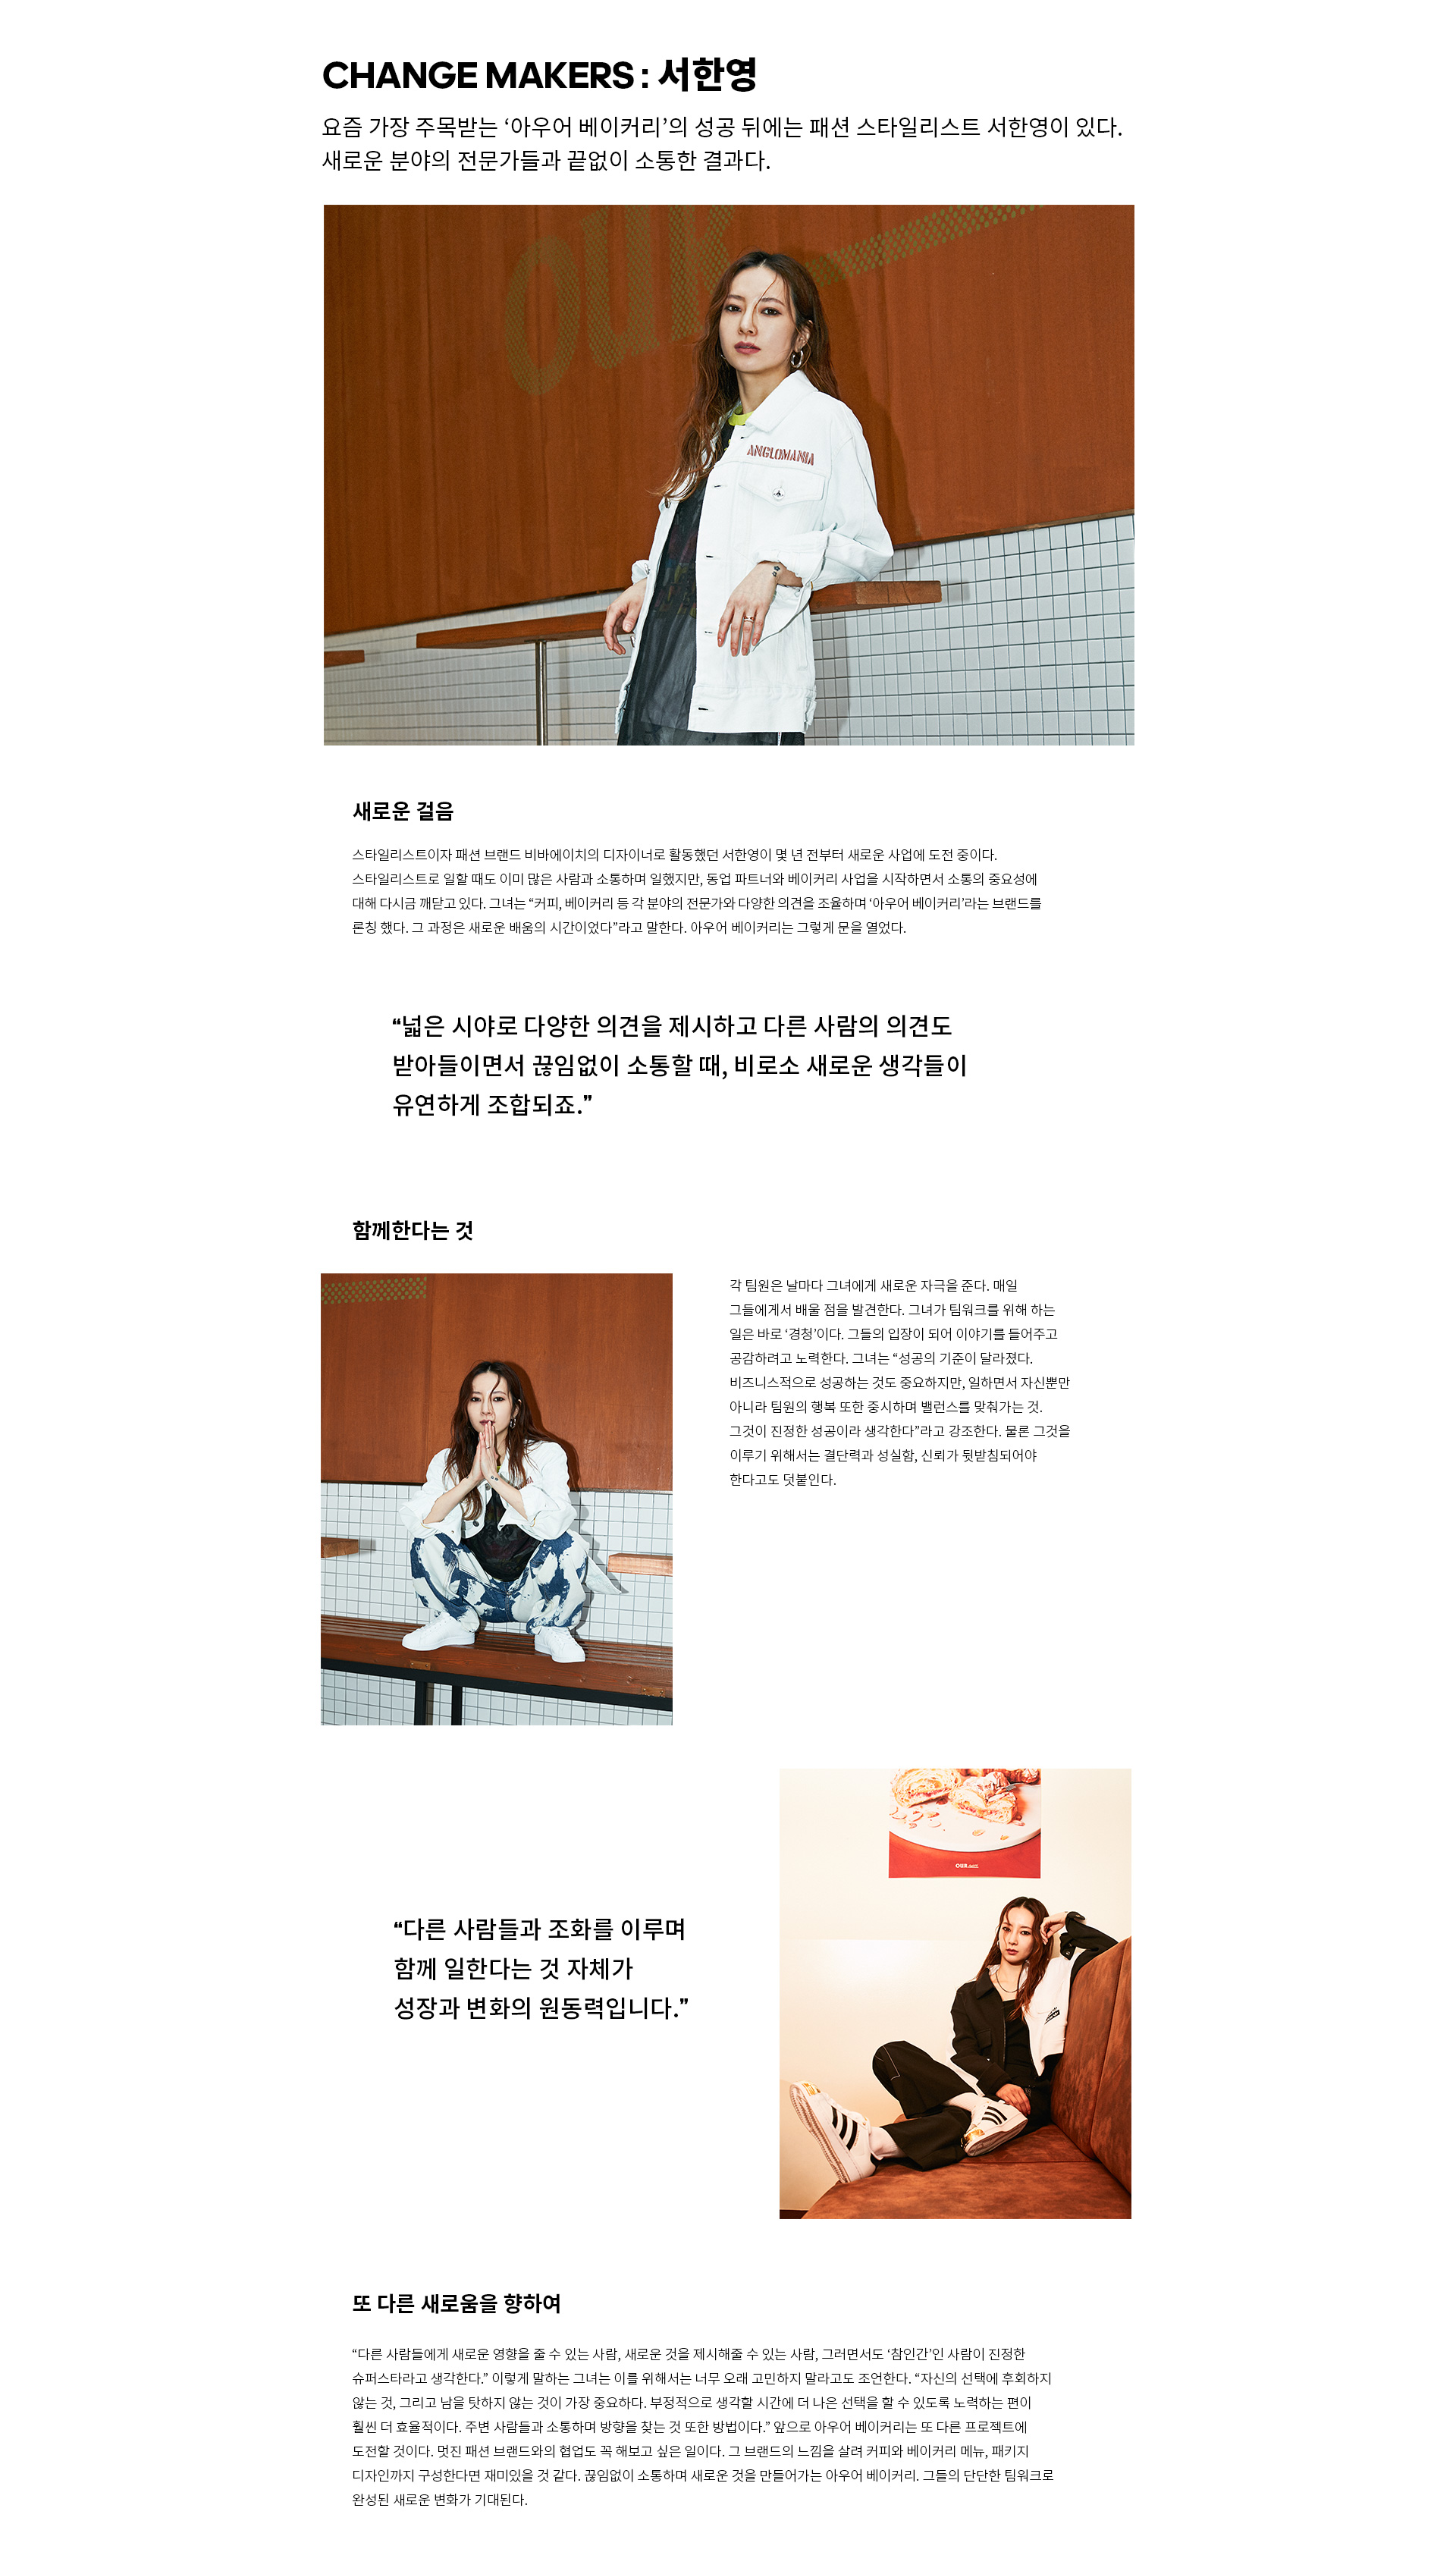 CHANGE MAKERS : 서한영
요즘 가장 주목받는 ‘아우어 베이커리’의 성공 뒤에는 패션 스타일리스트 서한영이 있다.
새로운 분야의 전문가들과 끝없이 소통한 결과다.
our
ANGLOMANIA
새로운 걸음
스타일리스트이자 패션 브랜드 비바에이치의 디자이너로 활동했던 서한영이 몇 년 전부터 새로운 사업에 도전 중이다.
스타일리스트로 일할 때도 이미 많은 사람과 소통하며 일했지만, 동업 파트너와 베이커리 사업을 시작하면서 소통의 중요성에
대해 다시금 깨닫고 있다. 그녀는 “커피, 베이커리 등 각 분야의 전문가와 다양한 의견을 조율하며 ‘아우어 베이커리’라는 브랜드를
론칭 했다. 그 과정은 새로운 배움의 시간이었다”라고 말한다. 아우어 베이커리는 그렇게 문을 열었다.
“넓은 시야로 다양한 의견을 제시하고 다른 사람의 의견도
받아들이면서 끊임없이 소통할 때, 비로소 새로운 생각들이
유연하게 조합되죠.”
함께한다는 것
각 팀원은 날마다 그녀에게 새로운 자극을 준다. 매일
그들에게서 배울 점을 발견한다. 그녀가 팀워크를 위해 하는
일은 바로 ‘경청’이다. 그들의 입장이 되어 이야기를 들어주고
공감하려고 노력한다. 그녀는 “성공의 기준이 달라졌다.
비즈니스적으로 성공하는 것도 중요하지만, 일하면서 자신뿐만
아니라 팀원의 행복 또한 중시하며 밸런스를 맞춰가는 것.
그것이 진정한 성공이라 생각한다”라고 강조한다. 물론 그것을
이루기 위해서는 결단력과 성실함, 신뢰가 뒷받침되어야
한다고도 덧붙인다.
OUR
“다른 사람들과 조화를 이루며
함께 일한다는 것 자체가
성장과 변화의 원동력입니다.”
또 다른 새로움을 향하여
“다른 사람들에게 새로운 영향을 줄 수 있는 사람, 새로운 것을 제시해줄 수 있는 사람, 그러면서도 ‘참인간’인 사람이 진정한
슈퍼스타라고 생각한다.” 이렇게 말하는 그녀는 이를 위해서는 너무 오래 고민하지 말라고도 조언한다. “자신의 선택에 후회하지
않는 것, 그리고 남을 탓하지 않는 것이 가장 중요하다. 부정적으로 생각할 시간에 더 나은 선택을 할 수 있도록 노력하는 편이
훨씬 더 효율적이다. 주변 사람들과 소통하며 방향을 찾는 것 또한 방법이다.” 앞으로 아우어 베이커리는 또 다른 프로젝트에
도전할 것이다. 멋진 패션 브랜드와의 협업도 꼭 해보고 싶은 일이다. 그 브랜드의 느낌을 살려 커피와 베이커리 메뉴, 패키지
디자인까지 구성한다면 재미있을 것 같다. 끊임없이 소통하며 새로운 것을 만들어가는 아우어 베이커리. 그들의 단단한 팀워크로
완성된 새로운 변화가 기대된다.